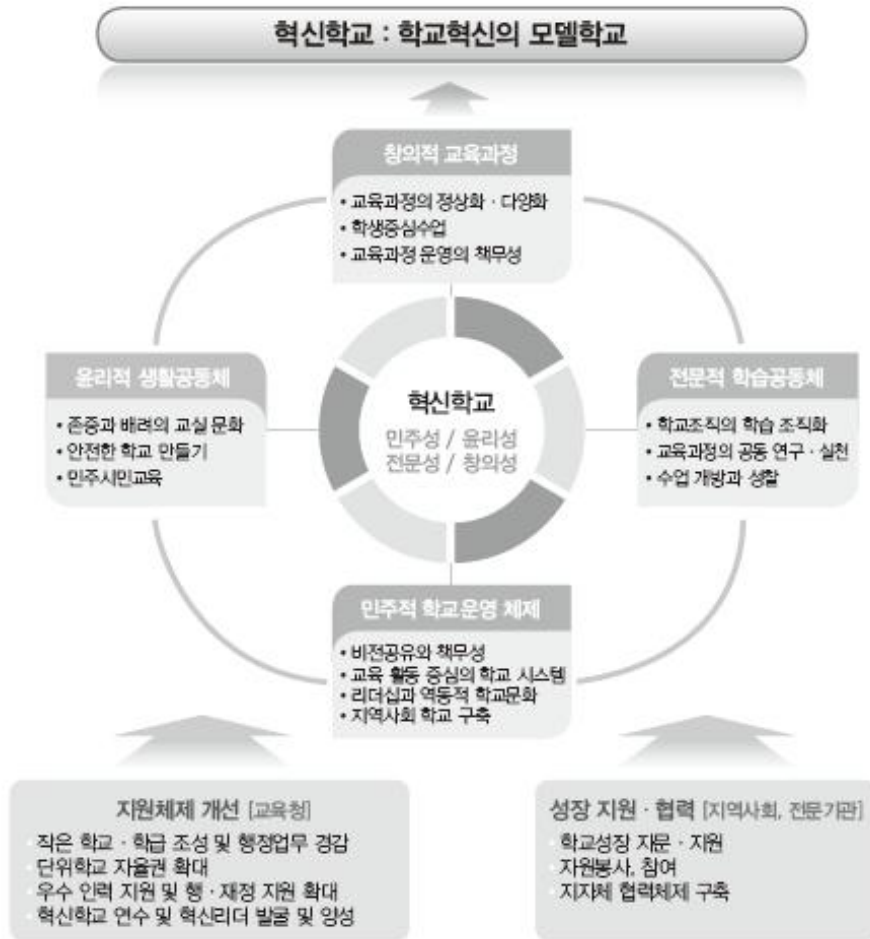 혁신학교 : 학교혁신의 모델학교
창의적 교육과정
• 교육과정의 정상화 · 다양화
• 학생중심수업
• 교육과정 운영의 책무성
윤리적 생활공동체
• 존중과 배려의 교실 문화
• 안전한 학교 만들기
• 민주시민교육
혁신학교
민주성 / 윤리성
전문성 / 창의성
전문적 학습공동체
• 학교조직의 학습 조직화
• 교육과정의 공동 연구 · 실천
• 수업 개방과 성찰
민주적 학교운영 체제
• 비전공유와 책무성
• 교육 활동 중심의 학교 시스템
• 리더십과 역동적 학교문화
• 지역사회 학교 구축
지원체제 개선 [교육청]
작은 학교 · 학급 조성 및 행정업무 경감
단위학교 자율권 확대
우수 인력 지원 및 행 · 재정 지원 확대
혁신학교 연수 및 혁신리더 발굴 및 양성
성장 지원 · 협력 [지역사회, 전문기관]
학교성장 자문 · 지원
자원봉사, 참여
지자체 협력체제 구축